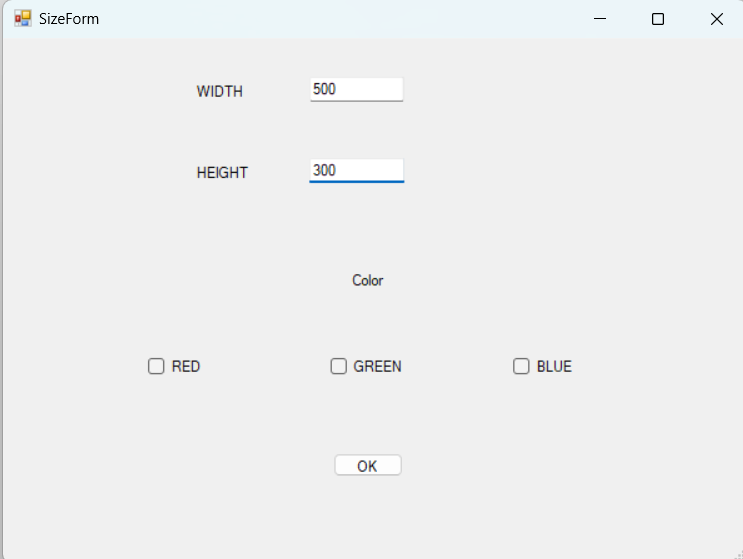 SizeForm
WIDTH 500
HEIGHT 300
Color
RED GREEN BLUE
OK